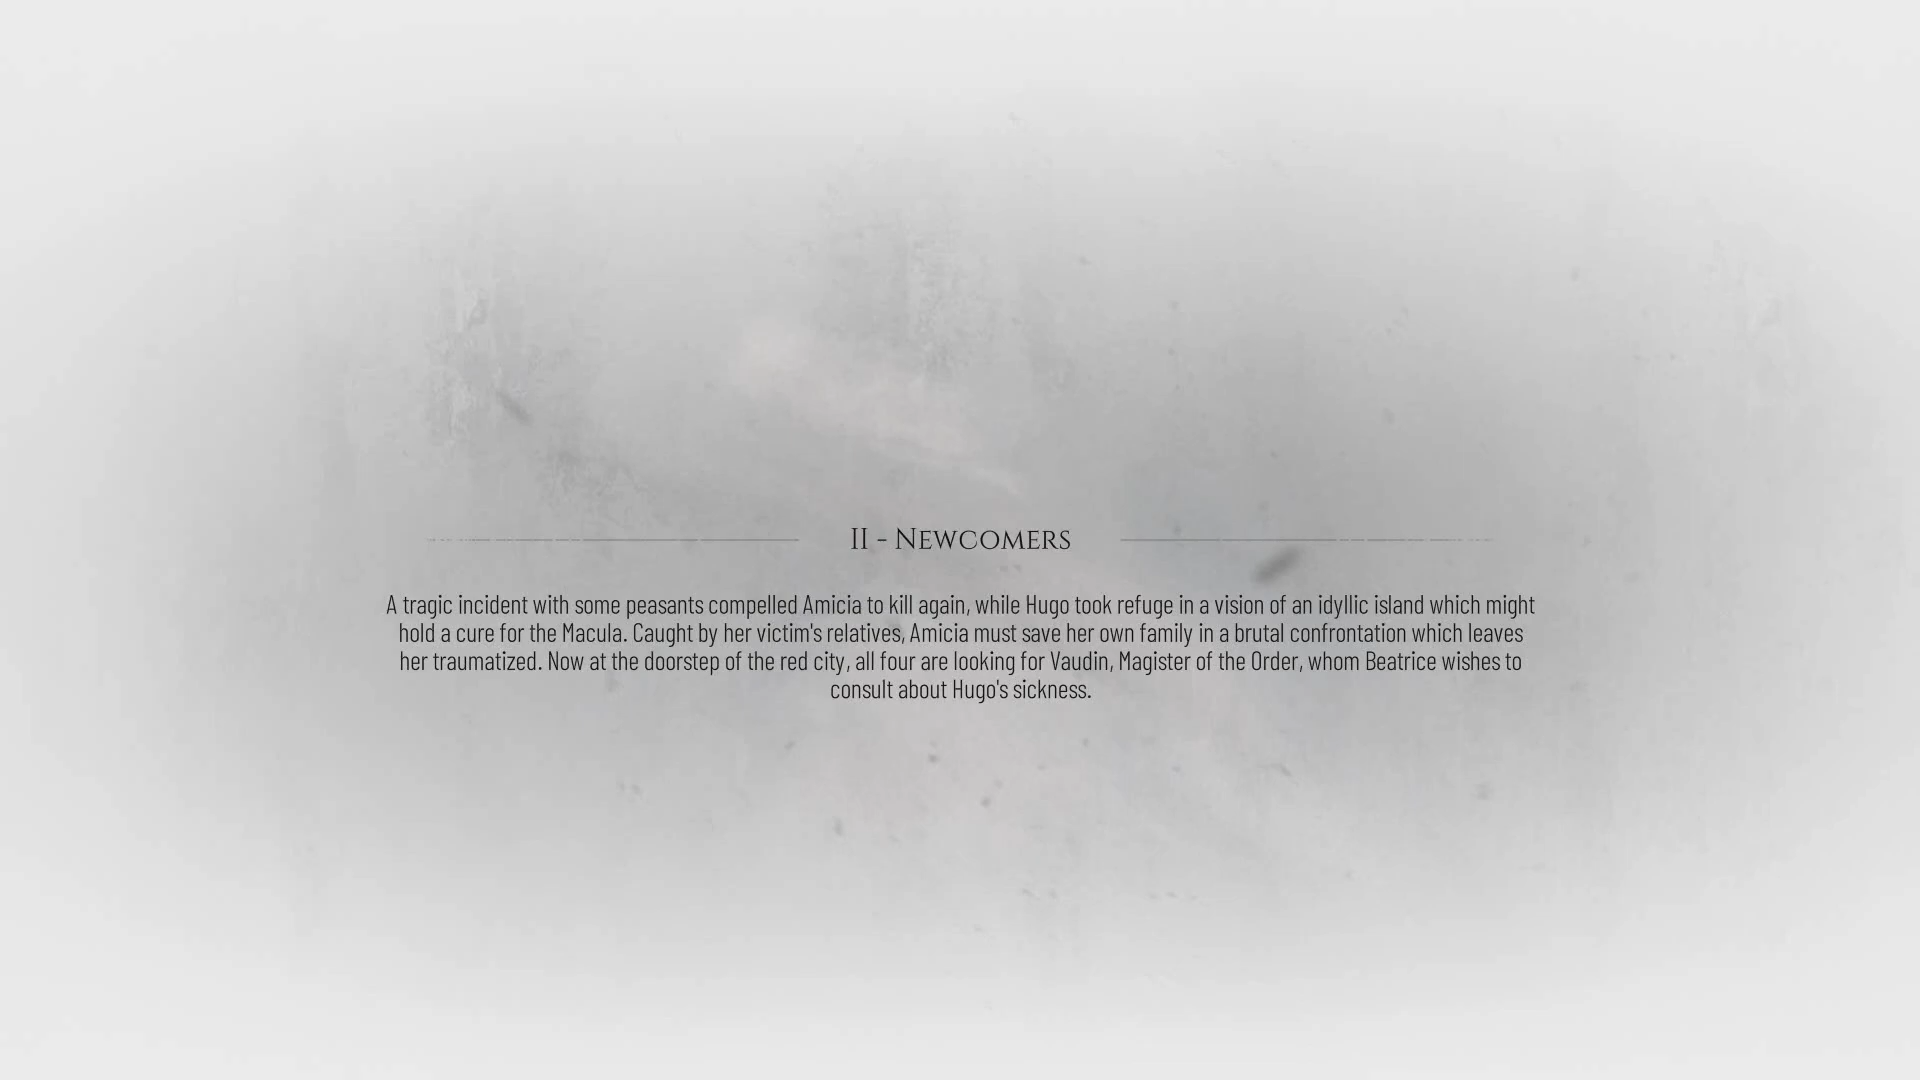 II - Newcomers
A tragic incident with some peasants compelled Amicia to kill again, while Hugo took refuge in a vision of an idyllic island which might
hold a cure for the Macula. Caught by her victim's relatives, Amicia must save her own family in a brutal confrontation which leaves
her traumatized. Now at the doorstep of the red city, all four are looking for Vaudin, Magister of the Order, whom Beatrice wishes to
consult about Hugo's sickness.